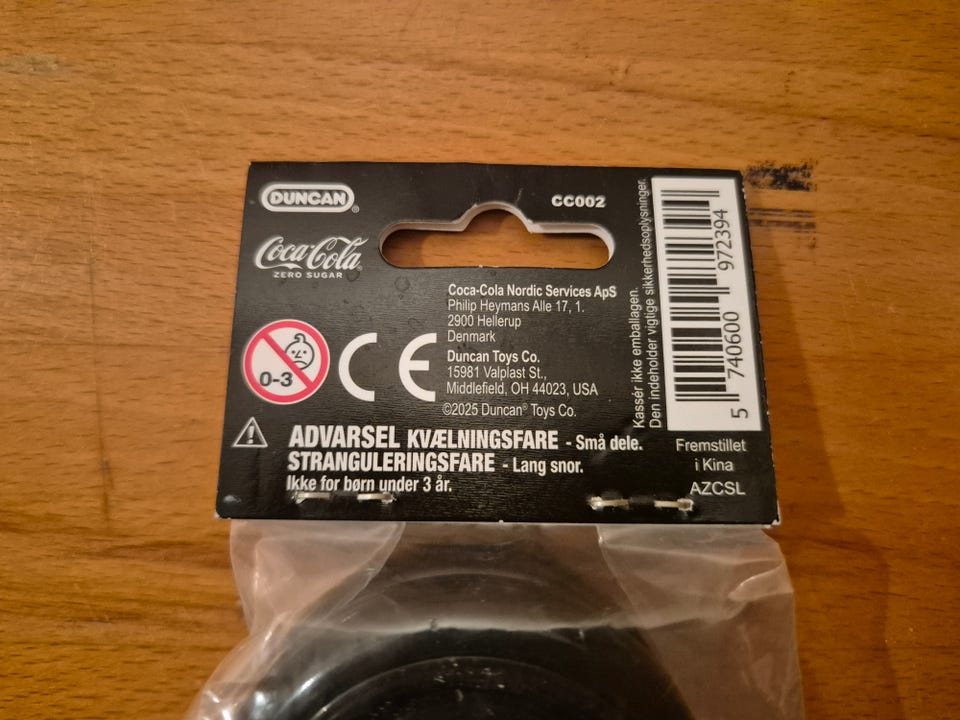 DUNCAN®
CC002
Coca-Cola®
ZERO SUGAR
0-3
CE
Coca-Cola Nordic Services ApS
Philip Heymans Alle 17, 1.
2900 Hellerup
Denmark
Duncan Toys Co.
15981 Valplast St.,
Middlefield, OH 44023, USA
©2025 Duncan® Toys Co.
ADVARSEL KVÆLNINGSFARE - Små dele.
STRANGULERINGSFARE - Lang snor.
Ikke for børn under 3 år.
Kassér ikke emballagen.
Den indeholder vigtige sikkerhedsoplysninger.
5 740600 972394
Fremstillet
i Kina
AZCSL